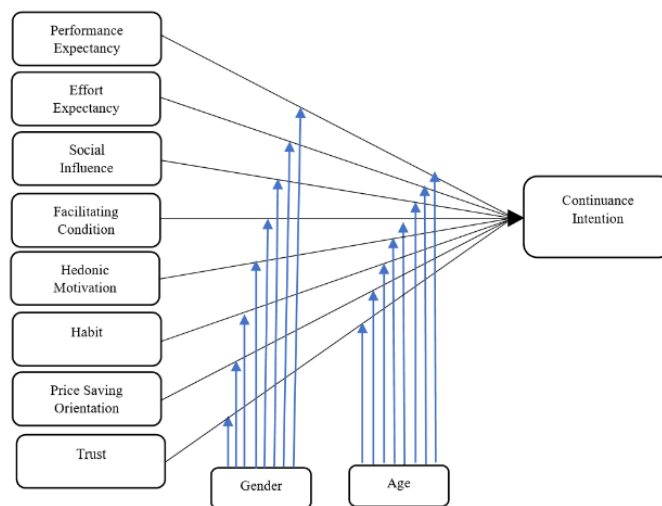 Performance
Expectancy
Effort
Expectancy
Social
Influence
Facilitating
Condition
Hedonic
Motivation
Habit
Price Saving
Orientation
Trust
Continuance
Intention
Gender
Age